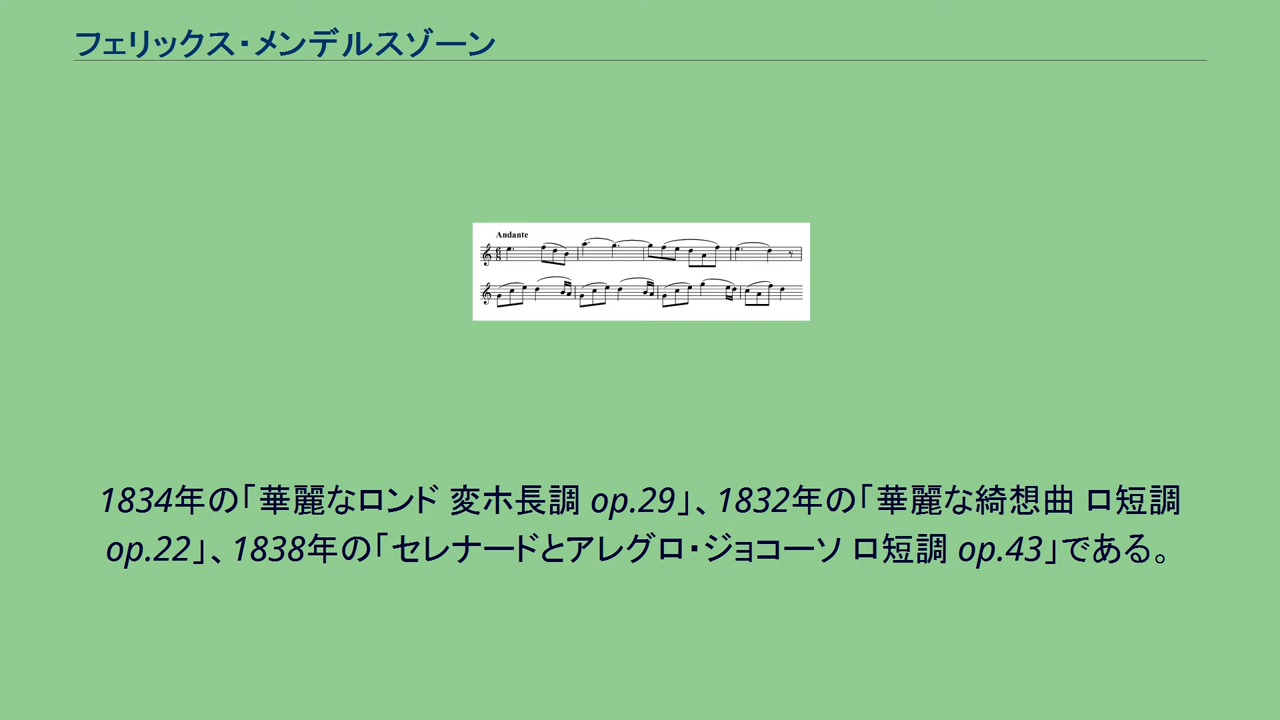 フェリックス・メンデルスゾーン
Andante
1834年の「華麗なロンド 変ホ長調 op.29」、1832年の「華麗な綺想曲 ロ短調
op.22」、1838年の「セレナードとアレグロ・ジョコーソ ロ短調 op.43」である。